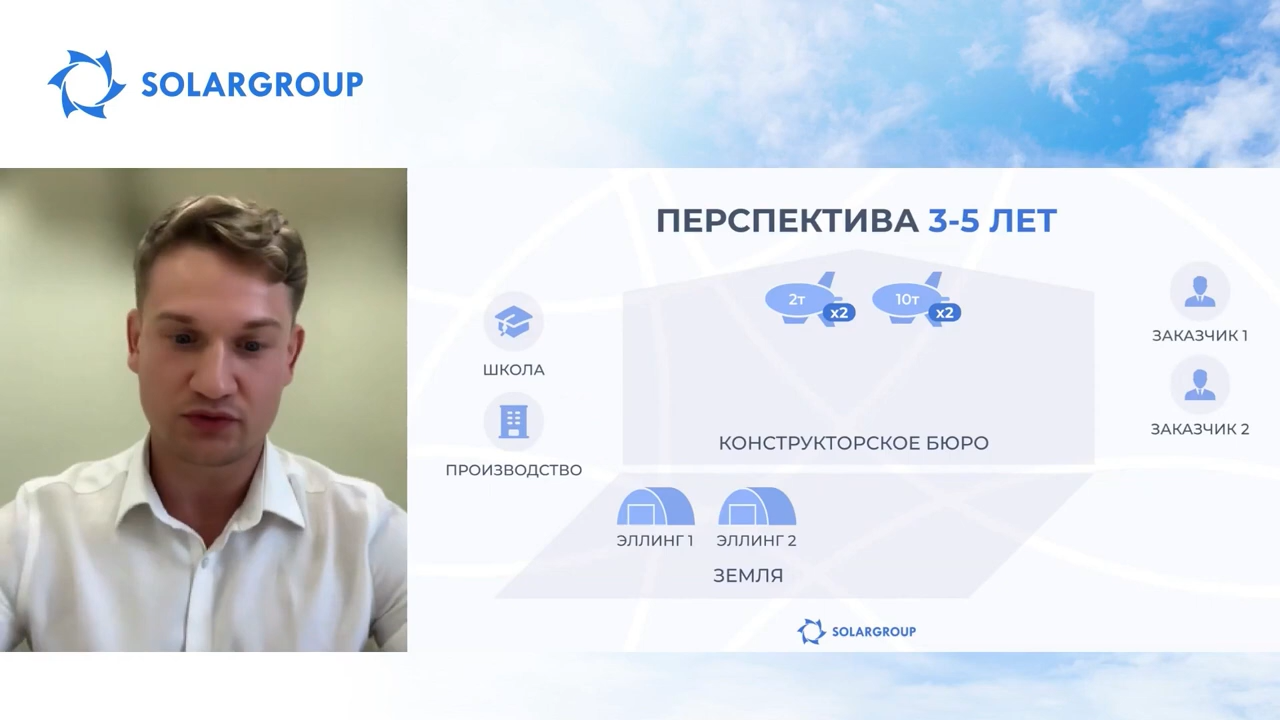 SOLARGROUP
ПЕРСПЕКТИВА 3-5 ЛЕТ
2т
x2
10т
x2
ШКОЛА
ПРОИЗВОДСТВО
ЗАКАЗЧИК 1
ЗАКАЗЧИК 2
КОНСТРУКТОРСКОЕ БЮРО
ЭЛЛИНГ 1
ЭЛЛИНГ 2
ЗЕМЛЯ
SOLARGROUP